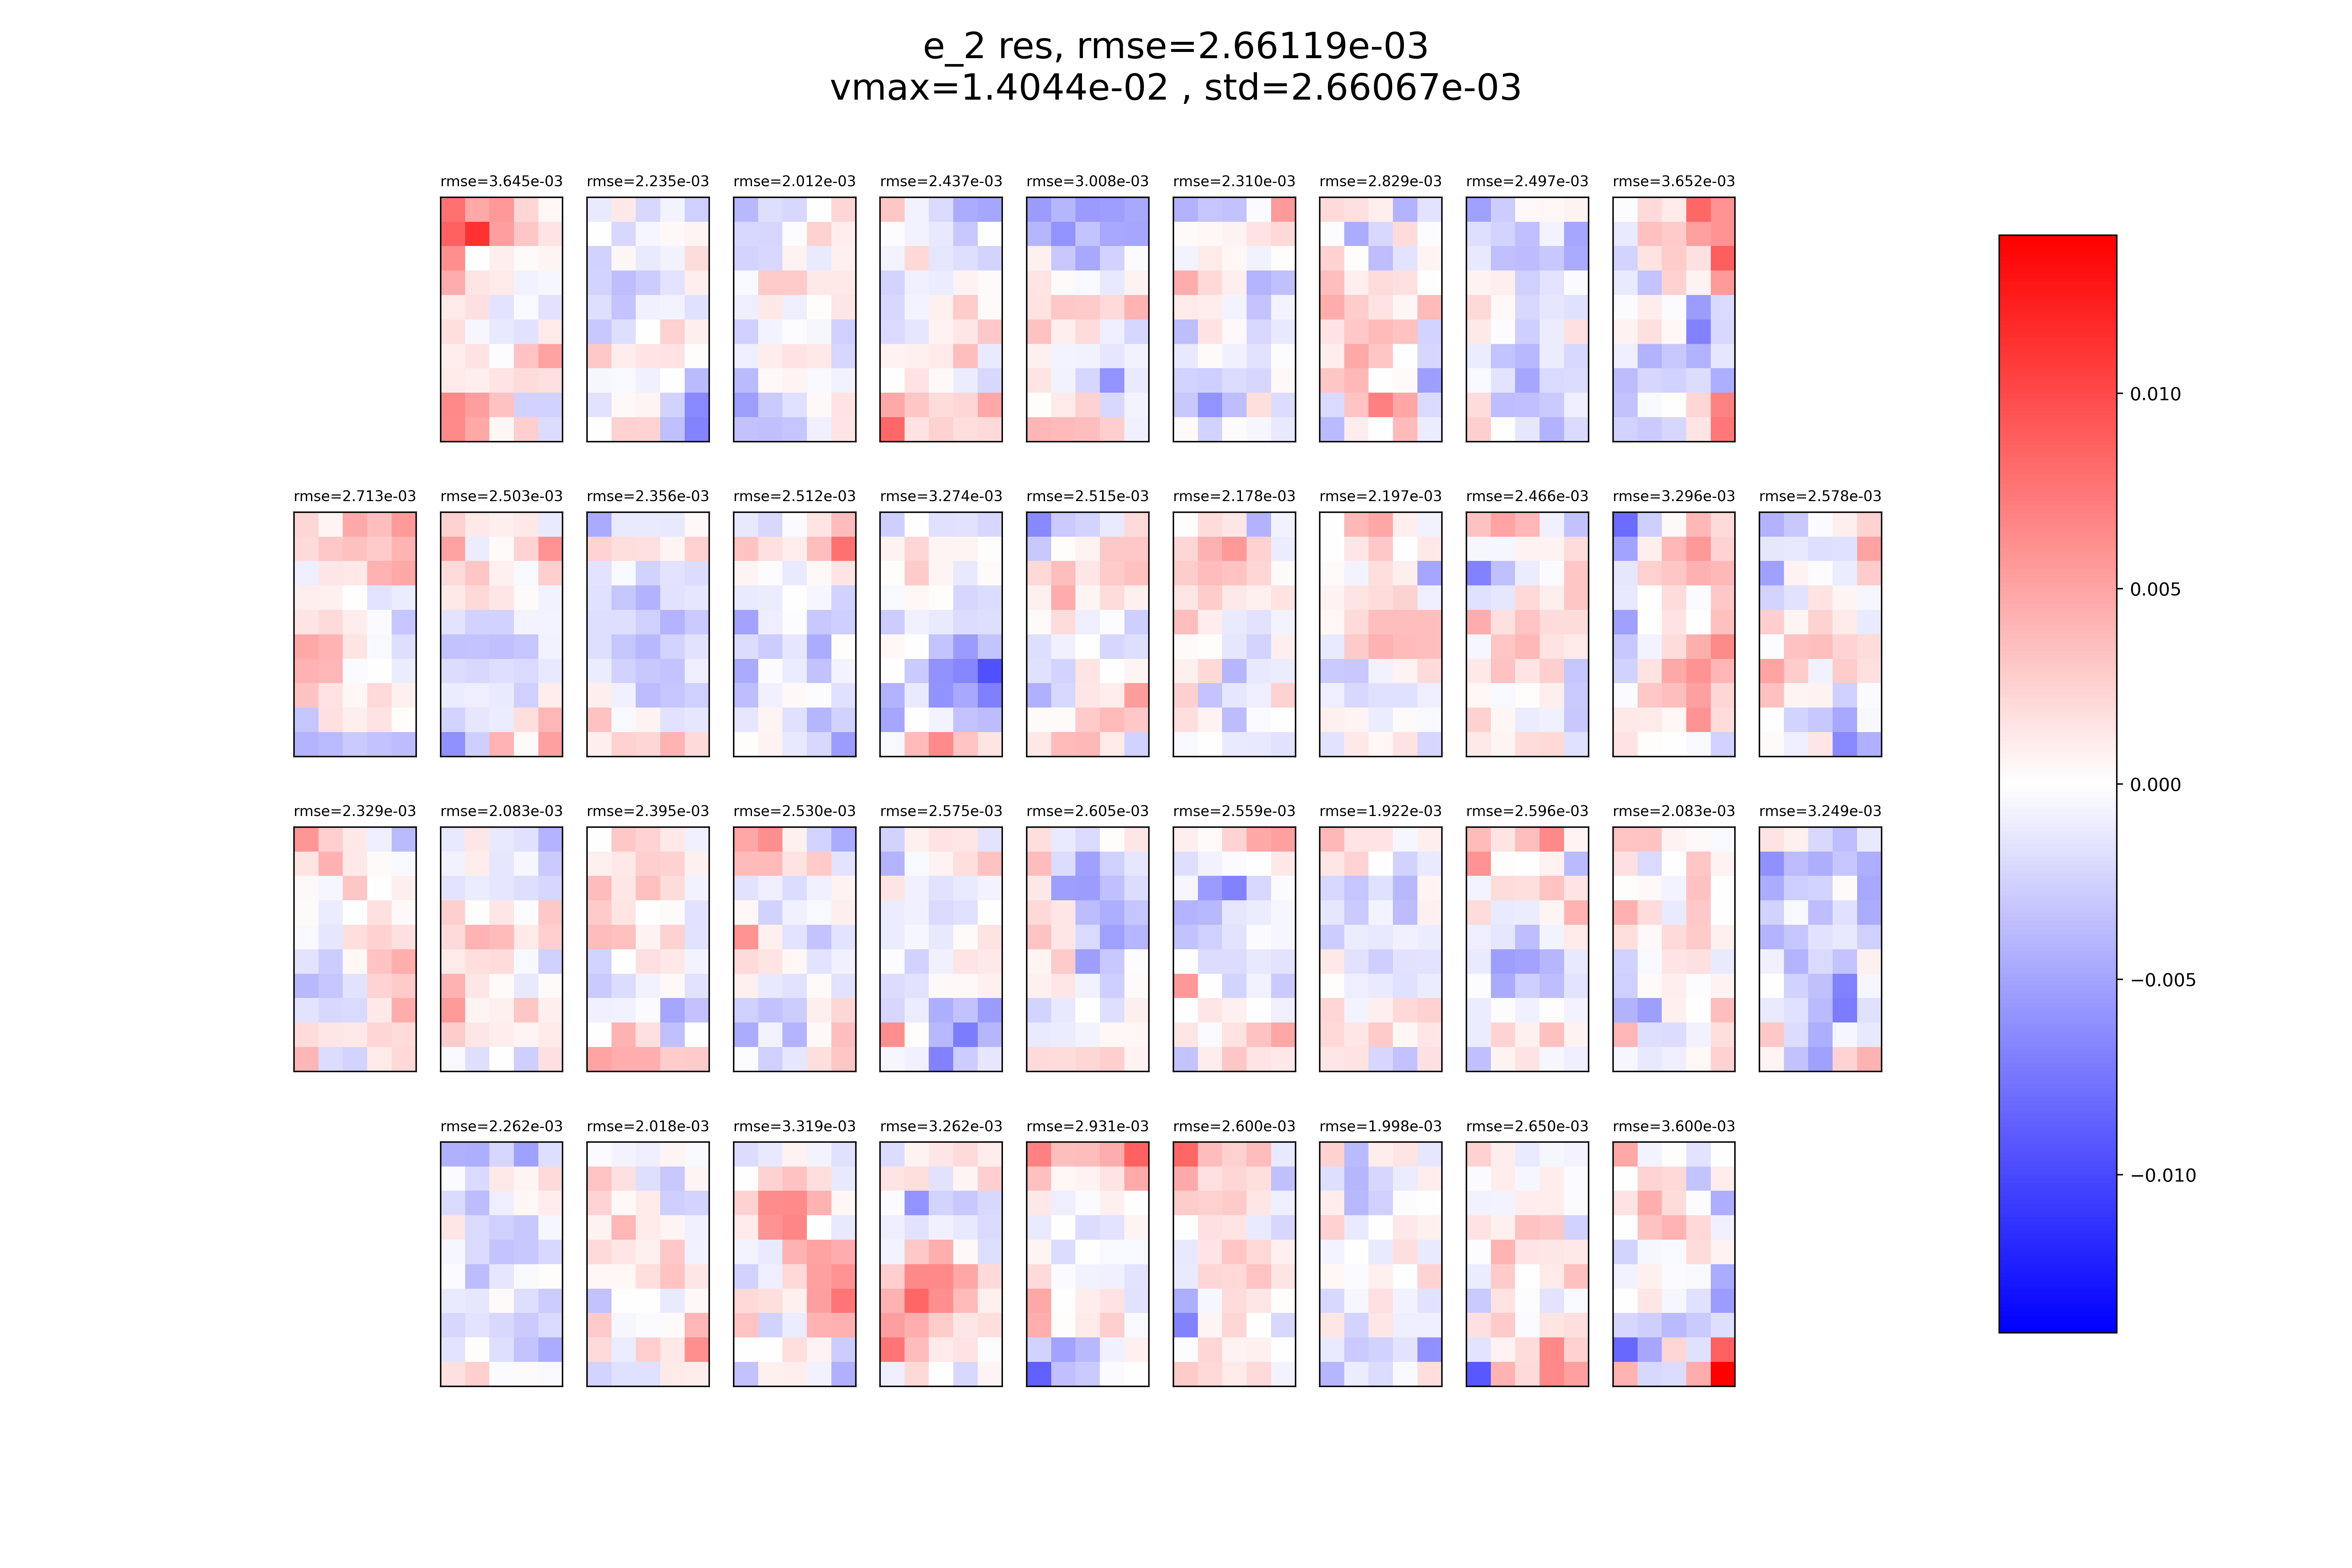 e_2 res, rmse=2.66119e-03
vmax=1.4044e-02 , std=2.66067e-03
rmse=3.645e-03 rmse=2.235e-03 rmse=2.012e-03 rmse=2.437e-03 rmse=3.008e-03 rmse=2.310e-03 rmse=2.829e-03 rmse=2.497e-03 rmse=3.652e-03
rmse=2.713e-03 rmse=2.503e-03 rmse=2.356e-03 rmse=2.512e-03 rmse=3.274e-03 rmse=2.515e-03 rmse=2.178e-03 rmse=2.197e-03 rmse=2.466e-03 rmse=3.296e-03 rmse=2.578e-03
rmse=2.329e-03 rmse=2.083e-03 rmse=2.395e-03 rmse=2.530e-03 rmse=2.575e-03 rmse=2.605e-03 rmse=2.559e-03 rmse=1.922e-03 rmse=2.596e-03 rmse=2.083e-03 rmse=3.249e-03
rmse=2.262e-03 rmse=2.018e-03 rmse=3.319e-03 rmse=3.262e-03 rmse=2.931e-03 rmse=2.600e-03 rmse=1.998e-03 rmse=2.650e-03 rmse=3.600e-03
0.010
0.005
0.000
−0.005
−0.010